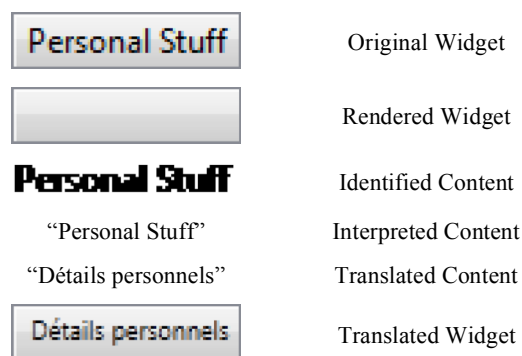 Personal Stuff Original Widget
Rendered Widget
Personal Stuff Identified Content
“Personal Stuff” Interpreted Content
“Détails personnels” Translated Content
Détails personnels Translated Widget